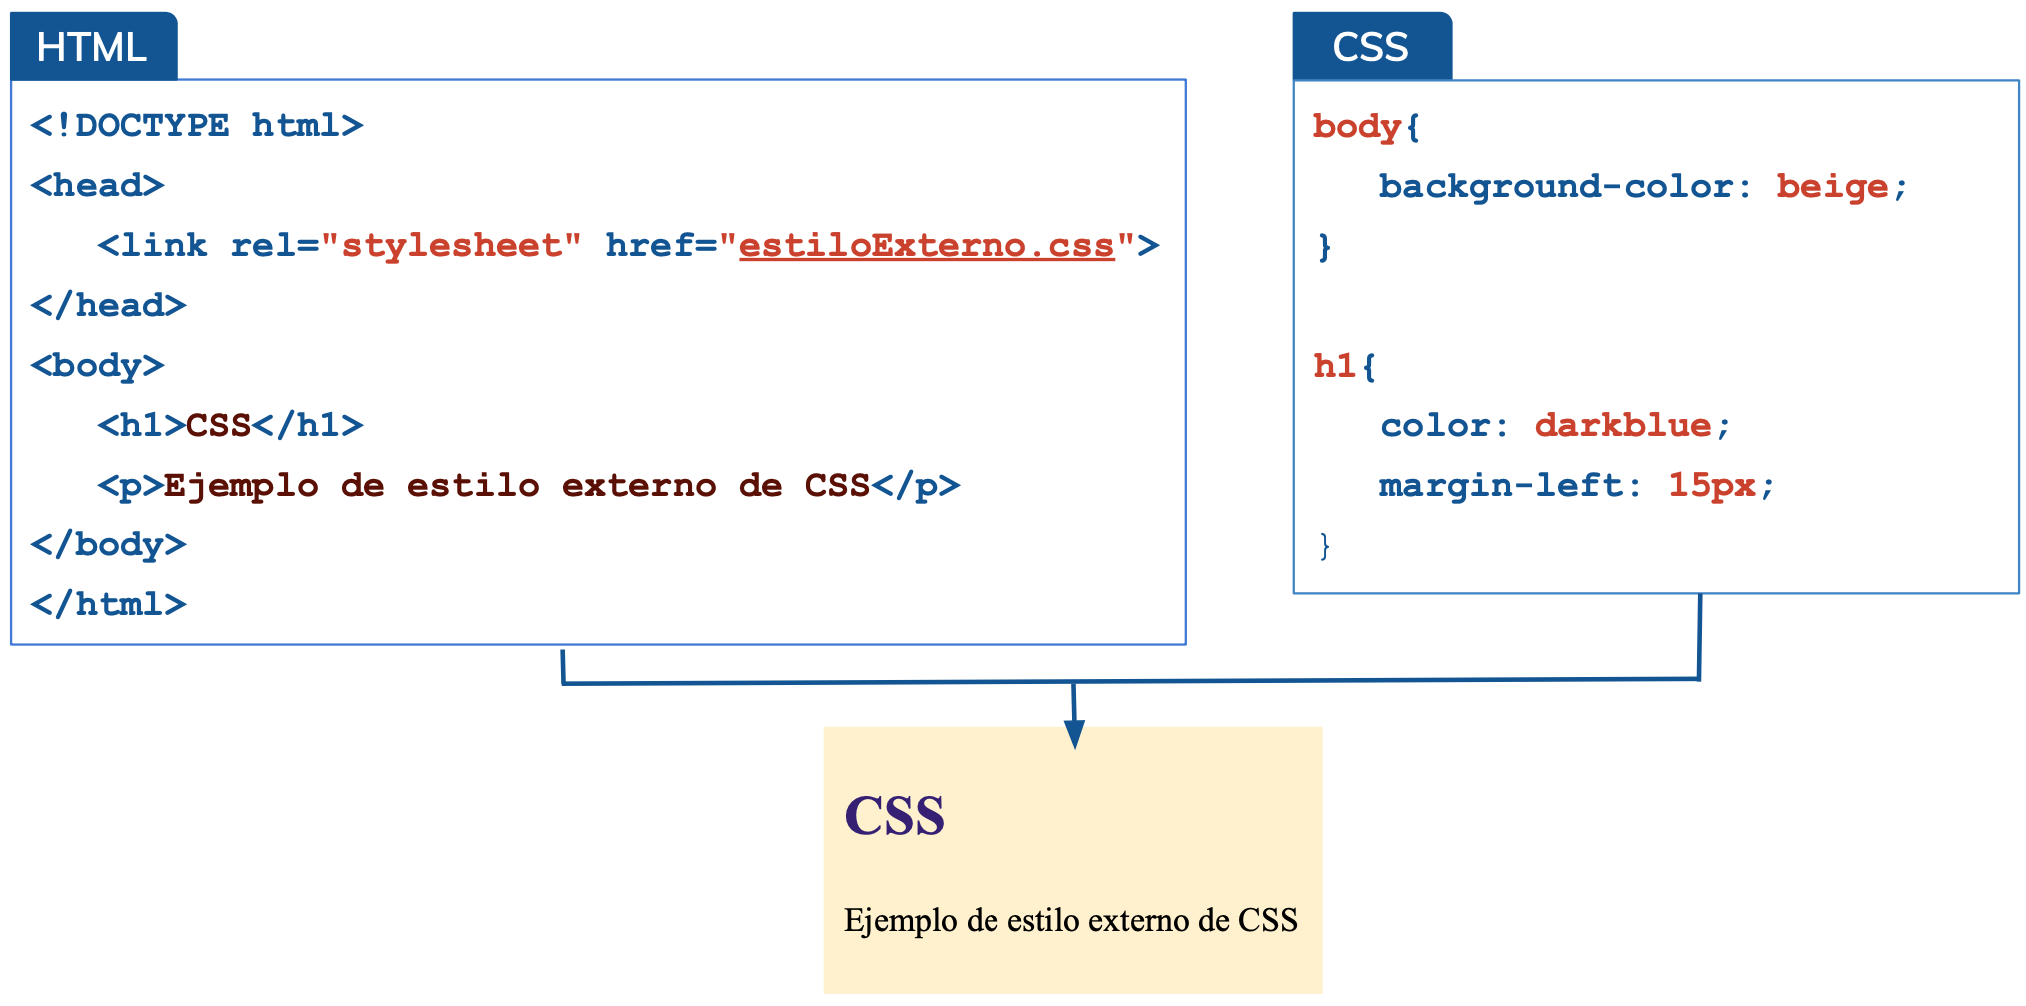 HTML
<!DOCTYPE html>
<head>
   <link rel="stylesheet" href="estiloExterno.css">
</head>
<body>
   <h1>CSS</h1>
   <p>Ejemplo de estilo externo de CSS</p>
</body>
</html>
CSS
body{
   background-color: beige;
}
h1{
   color: darkblue;
   margin-left: 15px;
}
CSS
Ejemplo de estilo externo de CSS